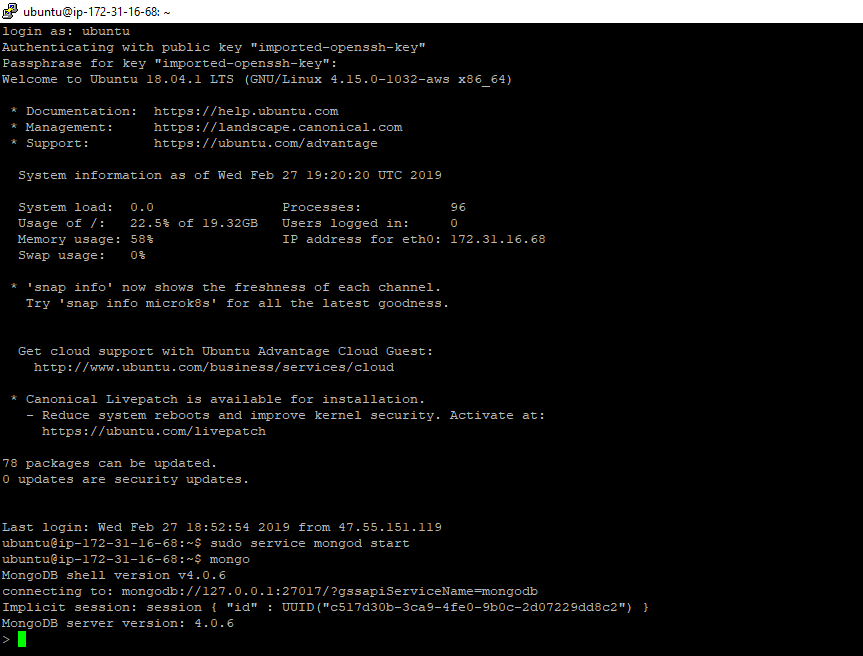 ubuntu@ip-172-31-16-68: ~
login as: ubuntu
Authenticating with public key "imported-openssh-key"
Passphrase for key "imported-openssh-key":
Welcome to Ubuntu 18.04.1 LTS (GNU/Linux 4.15.0-1032-aws x86_64)
* Documentation:  https://help.ubuntu.com
* Management:     https://landscape.canonical.com
* Support:        https://ubuntu.com/advantage
System information as of Wed Feb 27 19:20:20 UTC 2019
System load:  0.0                Processes:           96
Usage of /:   22.5% of 19.32GB   Users logged in:     0
Memory usage: 58%                IP address for eth0: 172.31.16.68
Swap usage:   0%
* 'snap info' now shows the freshness of each channel.
Try 'snap info microk8s' for all the latest goodness.
Get cloud support with Ubuntu Advantage Cloud Guest:
http://www.ubuntu.com/business/services/cloud
* Canonical Livepatch is available for installation.
- Reduce system reboots and improve kernel security. Activate at:
https://ubuntu.com/livepatch
78 packages can be updated.
0 updates are security updates.
Last login: Wed Feb 27 18:52:54 2019 from 47.55.151.119
ubuntu@ip-172-31-16-68:~$ sudo service mongod start
ubuntu@ip-172-31-16-68:~$ mongo
MongoDB shell version v4.0.6
connecting to: mongodb://127.0.0.1:27017/?gssapiServiceName=mongodb
Implicit session: session { "id" : UUID("c517d30b-3ca9-4fe0-9b0c-2d07229dd8c2") }
MongoDB server version: 4.0.6
>